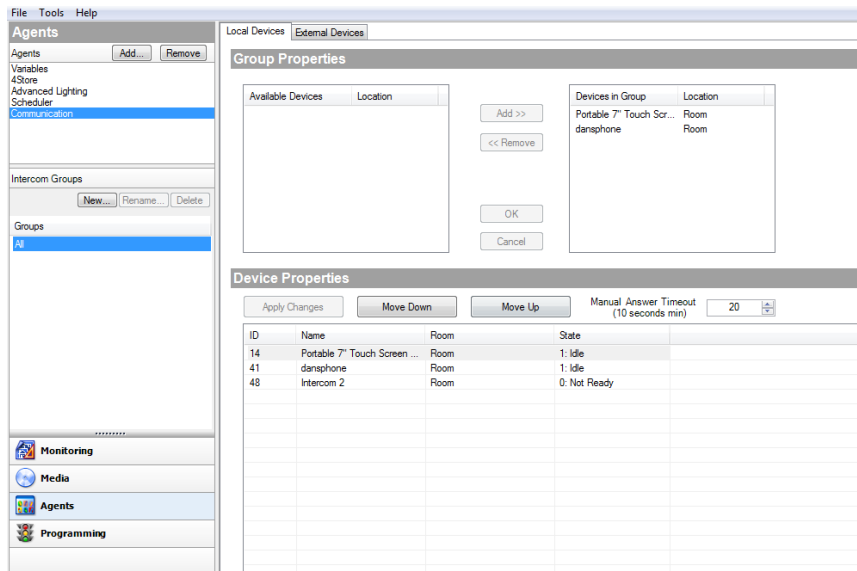 File Tools Help
Agents
Agents Add... Remove
Variables
4Store
Advanced Lighting
Scheduler
Communication
Intercom Groups
New... Rename... Delete
Groups
All
Monitoring
Media
Agents
Programming
Local Devices External Devices
Group Properties
Available Devices Location
Add >>
<< Remove
OK
Cancel
Devices in Group Location
Portable 7" Touch Scr... Room
dansphone Room
Device Properties
Apply Changes Move Down Move Up Manual Answer Timeout
(10 seconds min) 20
ID Name Room State
14 Portable 7" Touch Screen ... Room 1: Idle
41 dansphone Room 1: Idle
48 Intercom 2 Room 0: Not Ready